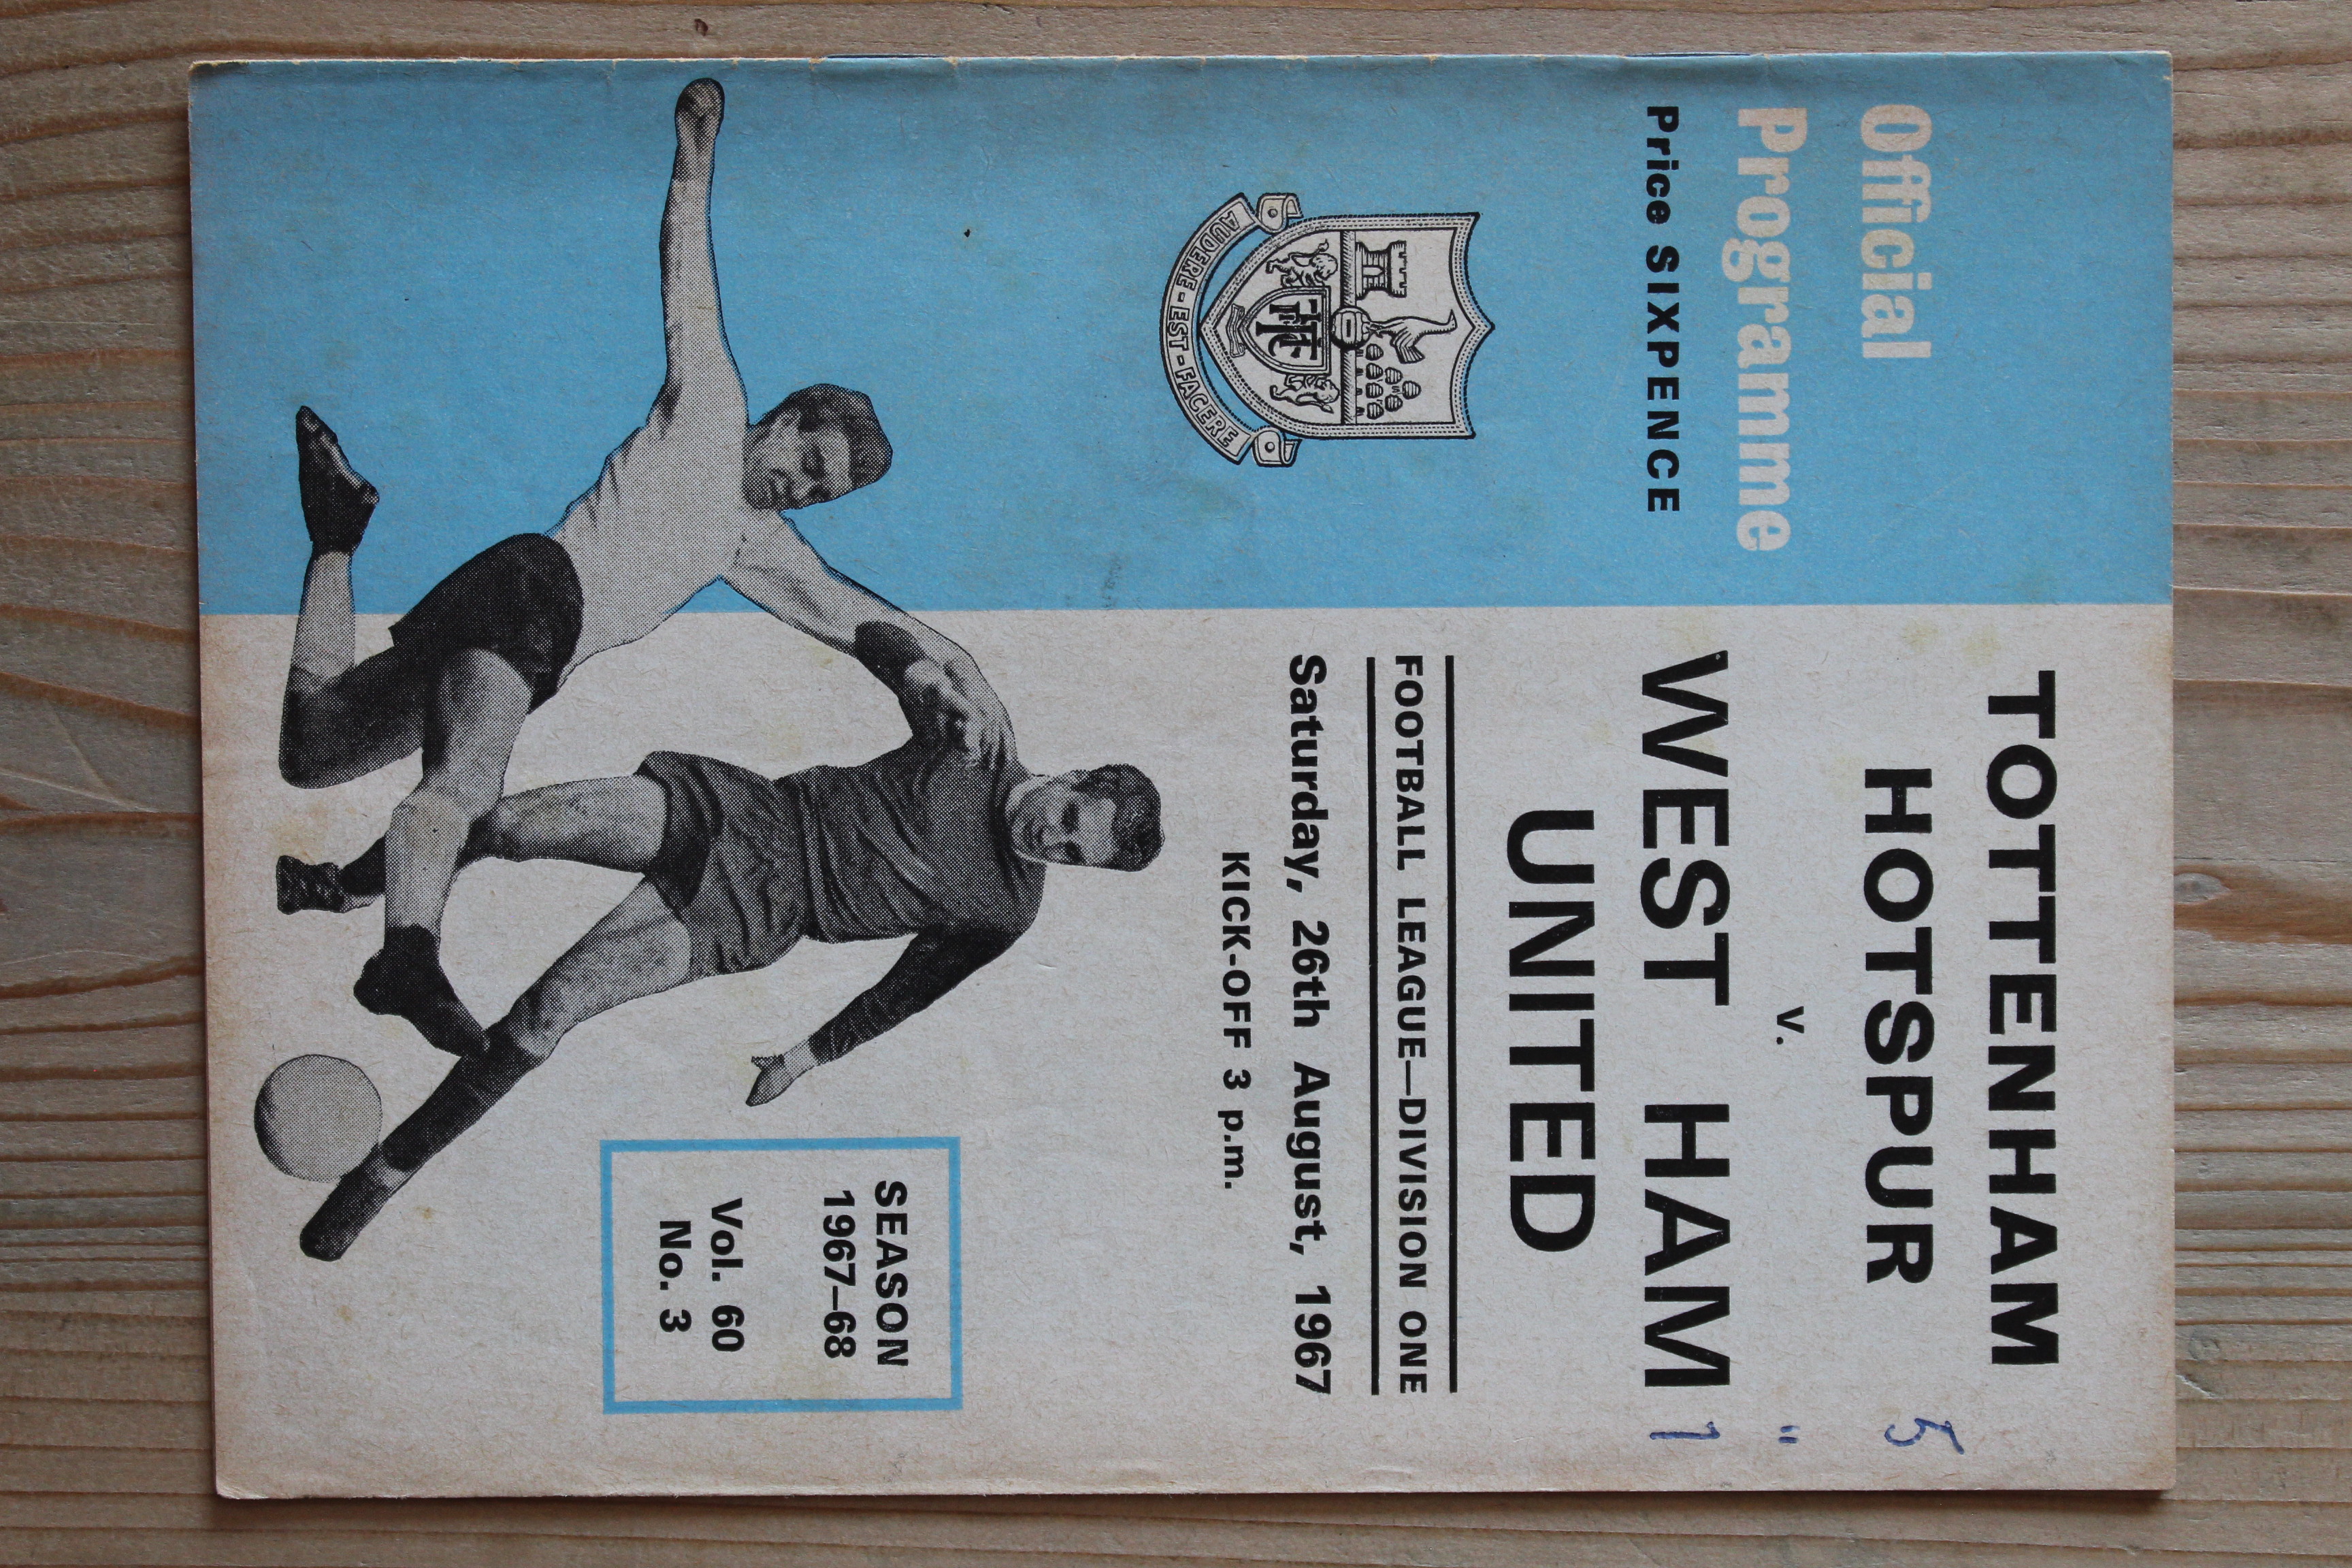 Official
Programme
Price SIXPENCE
AUDERE - EST - FACERE
TOTTENHAM
HOTSPUR 5
v. "
WEST HAM 1
UNITED
FOOTBALL LEAGUE—DIVISION ONE
Saturday, 26th August, 1967
KICK-OFF 3 p.m.
SEASON
1967–68
Vol. 60
No. 3